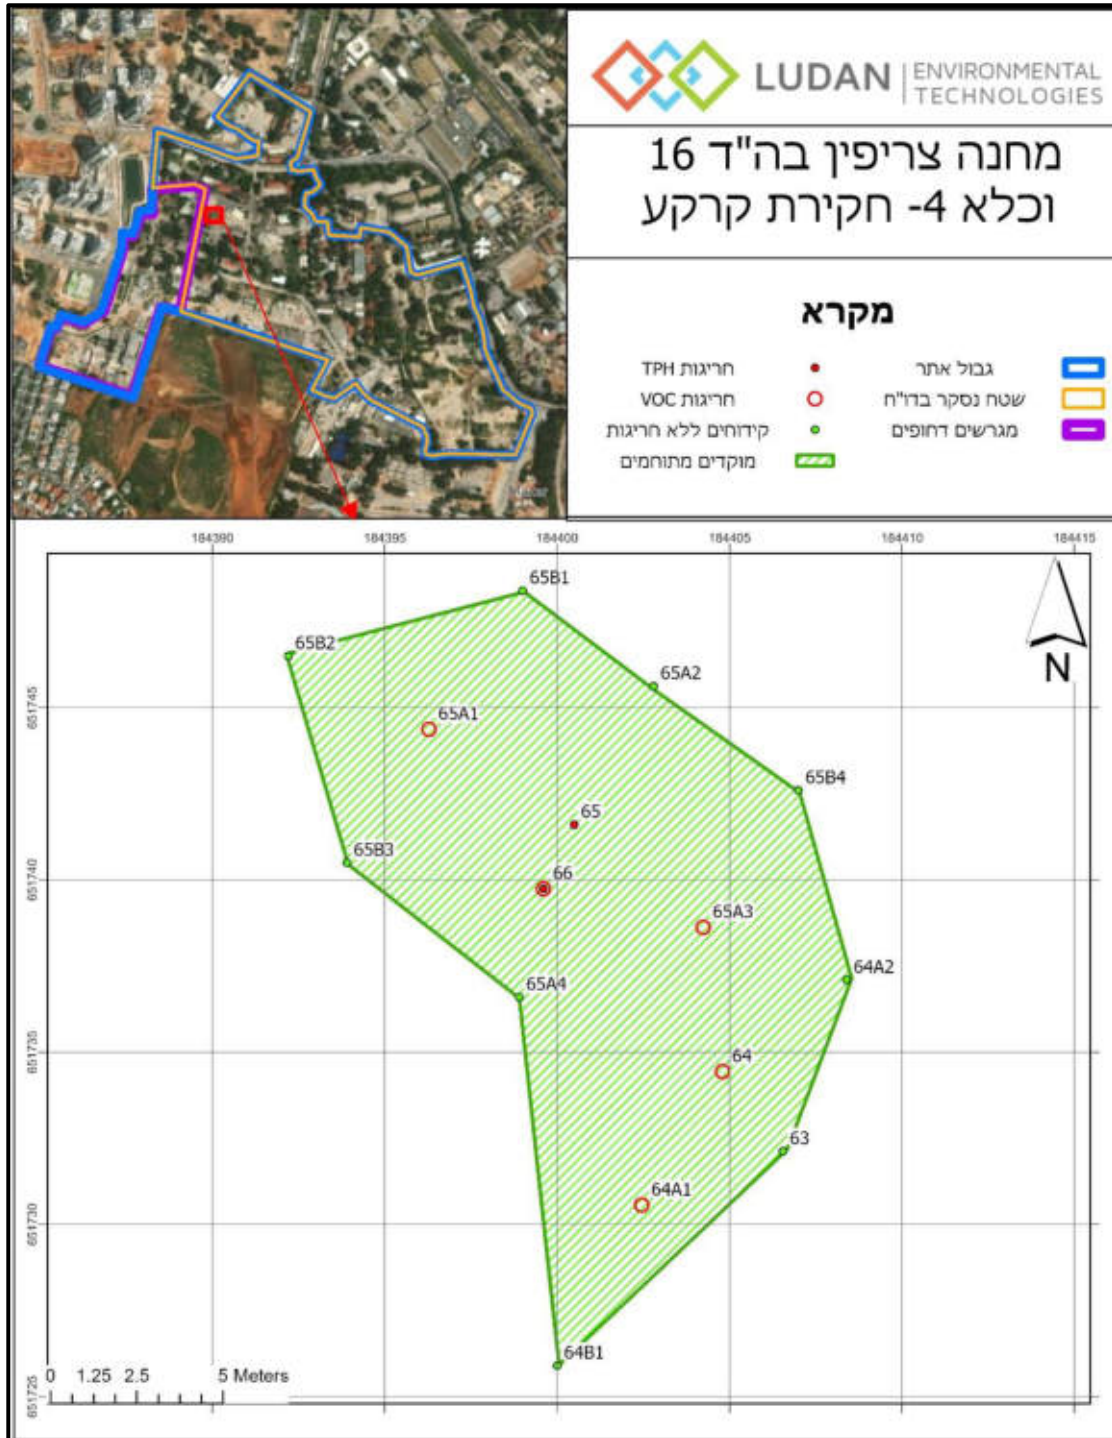 LUDAN
ENVIRONMENTAL
TECHNOLOGIES
מחנה צריפין בה"ד 16
וכלא 4- חקירת קרקע
מקרא
גבול אתר
שטח נסקר בדו"ח
מגרשים דחופים
חריגות TPH
חריגות VOC
קידוחים ללא חריגות
מוקדים מתוחמים
184390 184395 184400 184405 184410 184415
65B1
65B2
65A2
651745
65A1
N
65B4
65
65B3
66
651740
65A3
64A2
65A4
651735
64
63
64A1
651730
64B1
0 1.25 2.5 5 Meters
651725